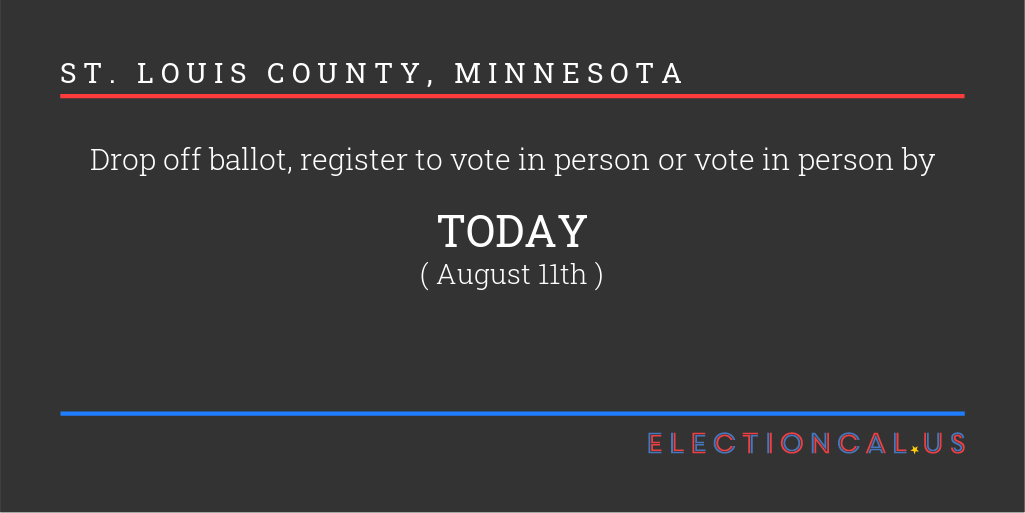 ST. LOUIS COUNTY, MINNESOTA
Drop off ballot, register to vote in person or vote in person by
TODAY
( August 11th )
ELECTIONCAL.US